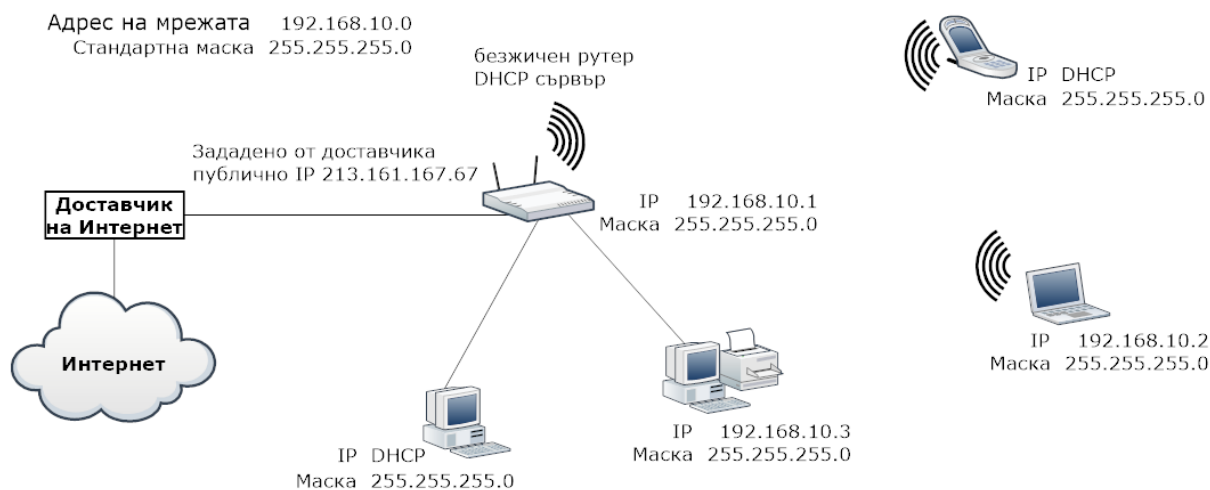 Адрес на мрежата 192.168.10.0
Стандартна маска 255.255.255.0
безжичен рутер
DHCP сървър
IP DHCP
Маска 255.255.255.0
Зададено от доставчика
публично IP 213.161.167.67
IP 192.168.10.1
Маска 255.255.255.0
Доставчик
на Интернет
Интернет
IP 192.168.10.2
Маска 255.255.255.0
IP 192.168.10.3
Маска 255.255.255.0
IP DHCP
Маска 255.255.255.0